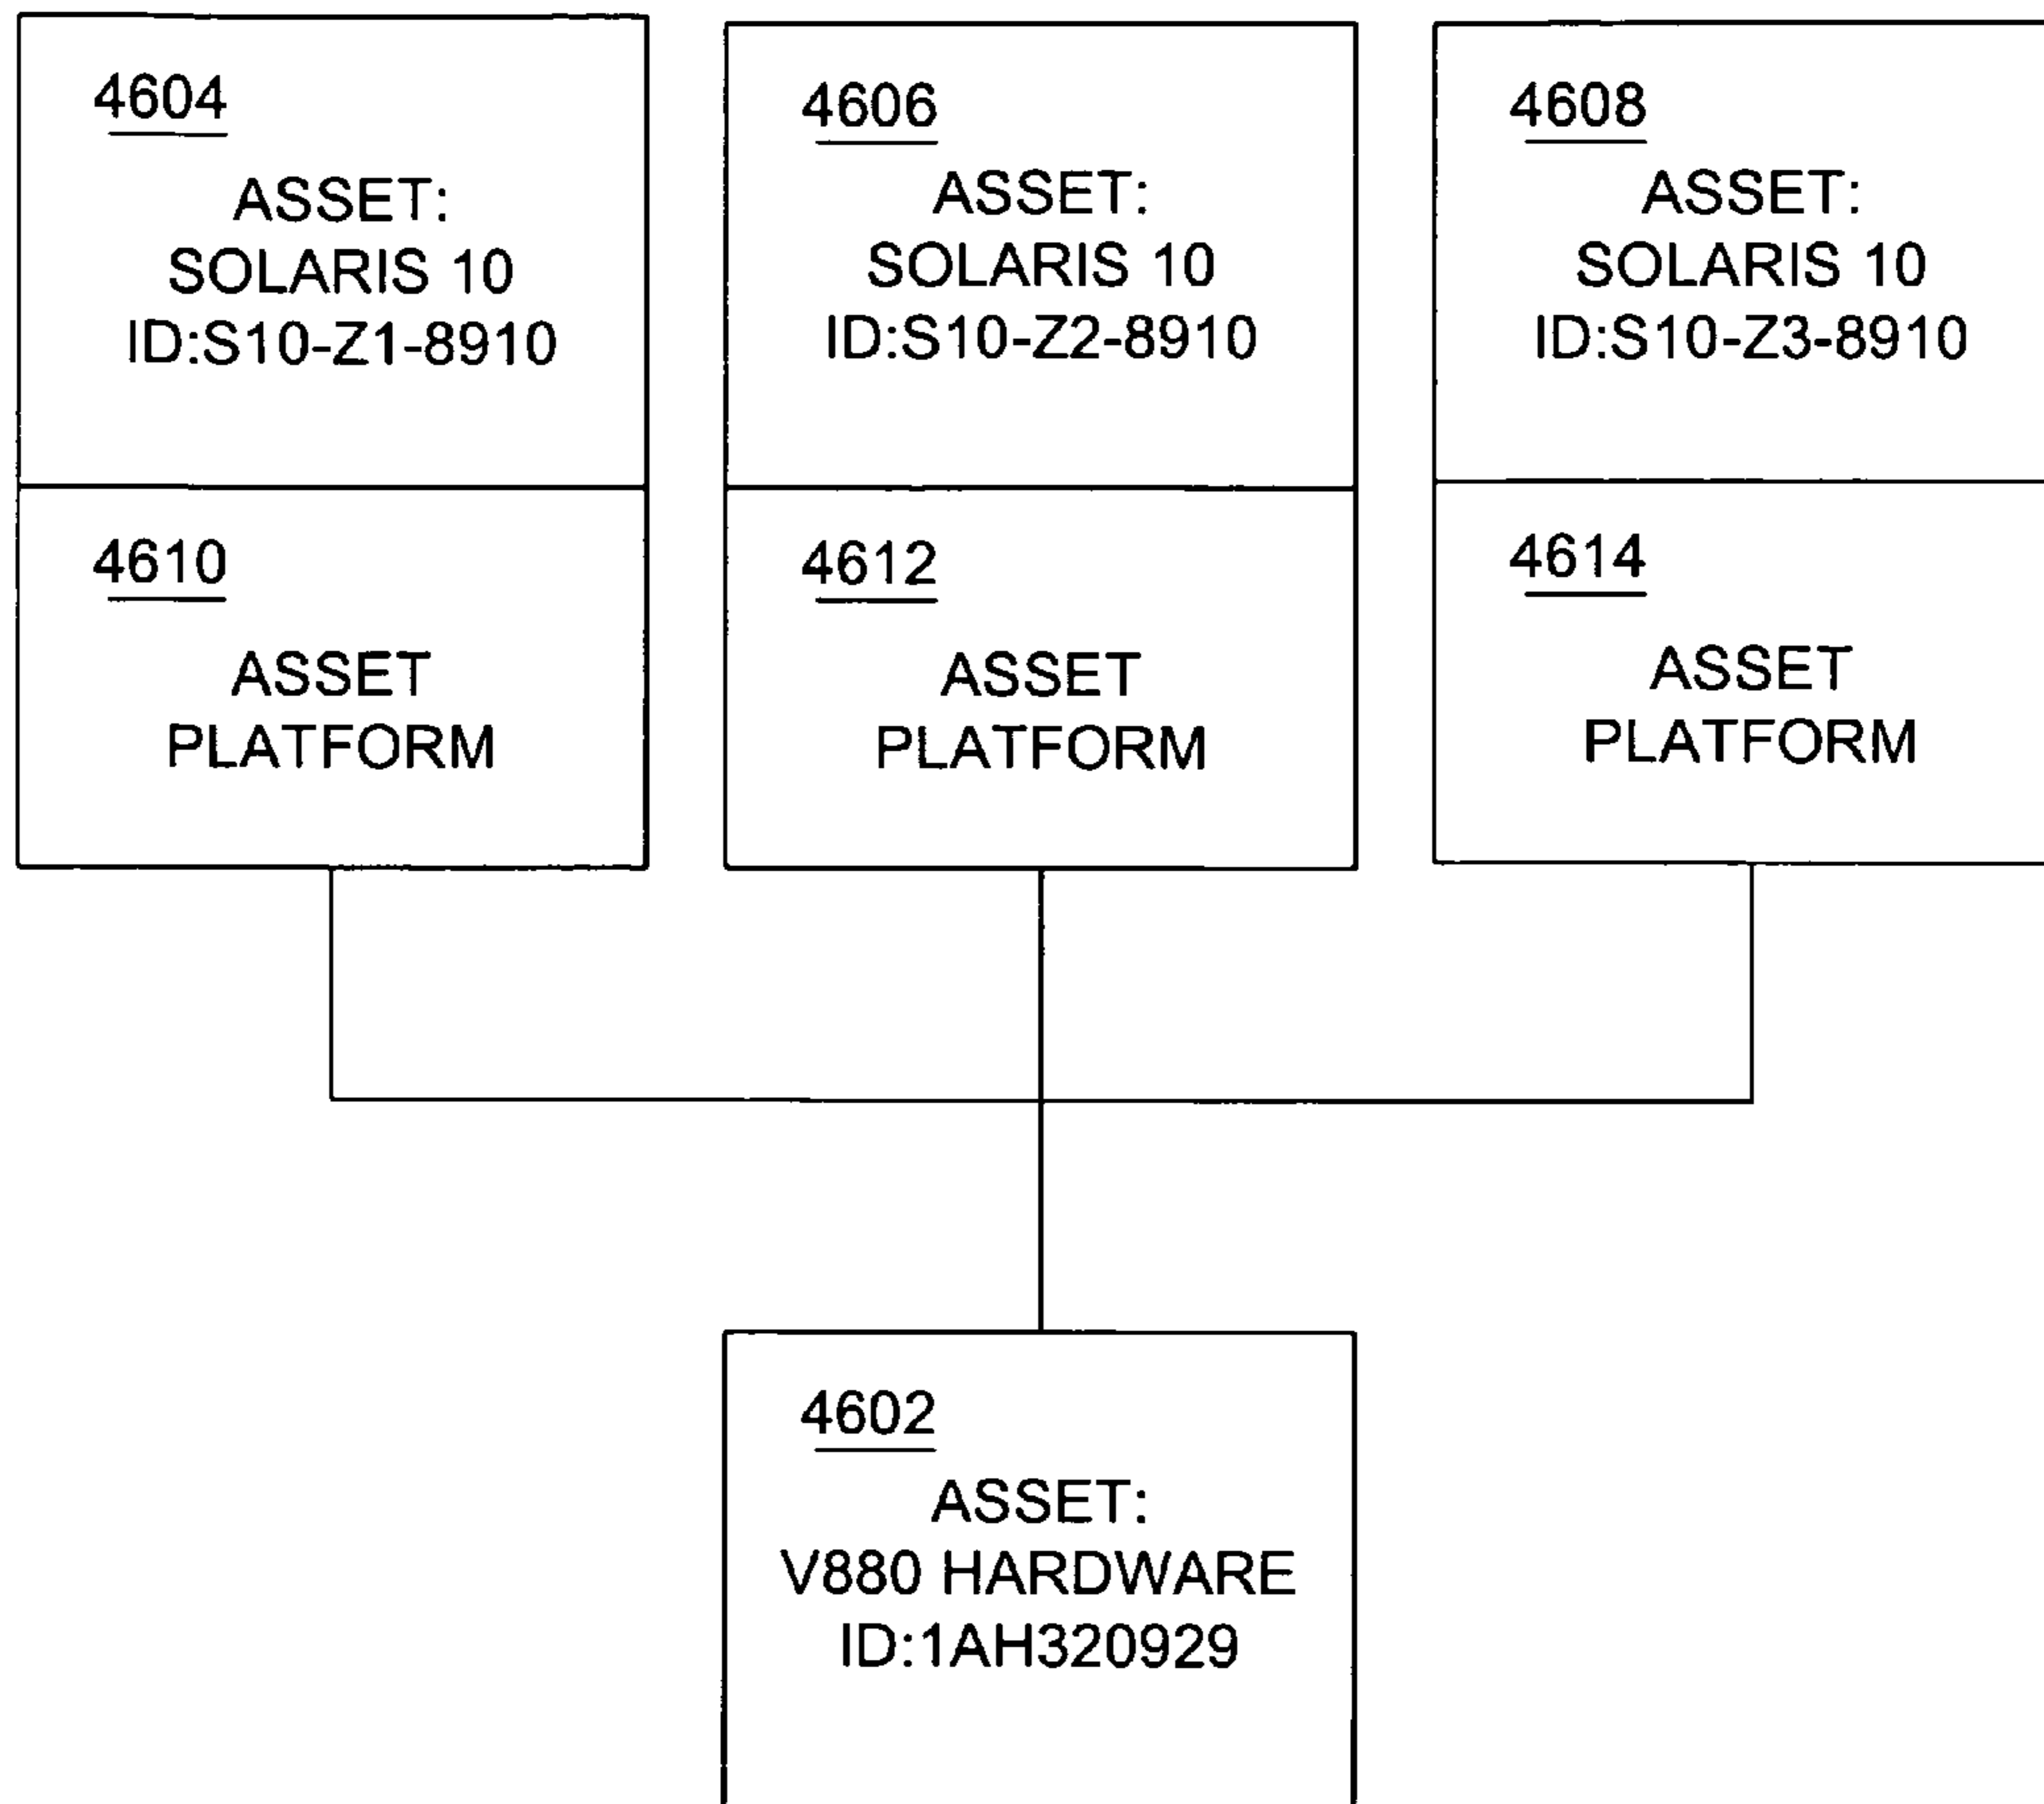 4604
ASSET:
SOLARIS 10
ID:S10-Z1-8910
4610
ASSET
PLATFORM
4606
ASSET:
SOLARIS 10
ID:S10-Z2-8910
4612
ASSET
PLATFORM
4608
ASSET:
SOLARIS 10
ID:S10-Z3-8910
4614
ASSET
PLATFORM
4602
ASSET:
V880 HARDWARE
ID:1AH320929